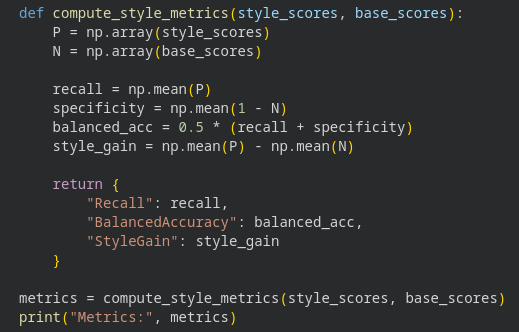 def compute_style_metrics(style_scores, base_scores):
    P = np.array(style_scores)
    N = np.array(base_scores)

    recall = np.mean(P)
    specificity = np.mean(1 - N)
    balanced_acc = 0.5 * (recall + specificity)
    style_gain = np.mean(P) - np.mean(N)

    return {
        "Recall": recall,
        "BalancedAccuracy": balanced_acc,
        "StyleGain": style_gain
    }

metrics = compute_style_metrics(style_scores, base_scores)
print("Metrics:", metrics)